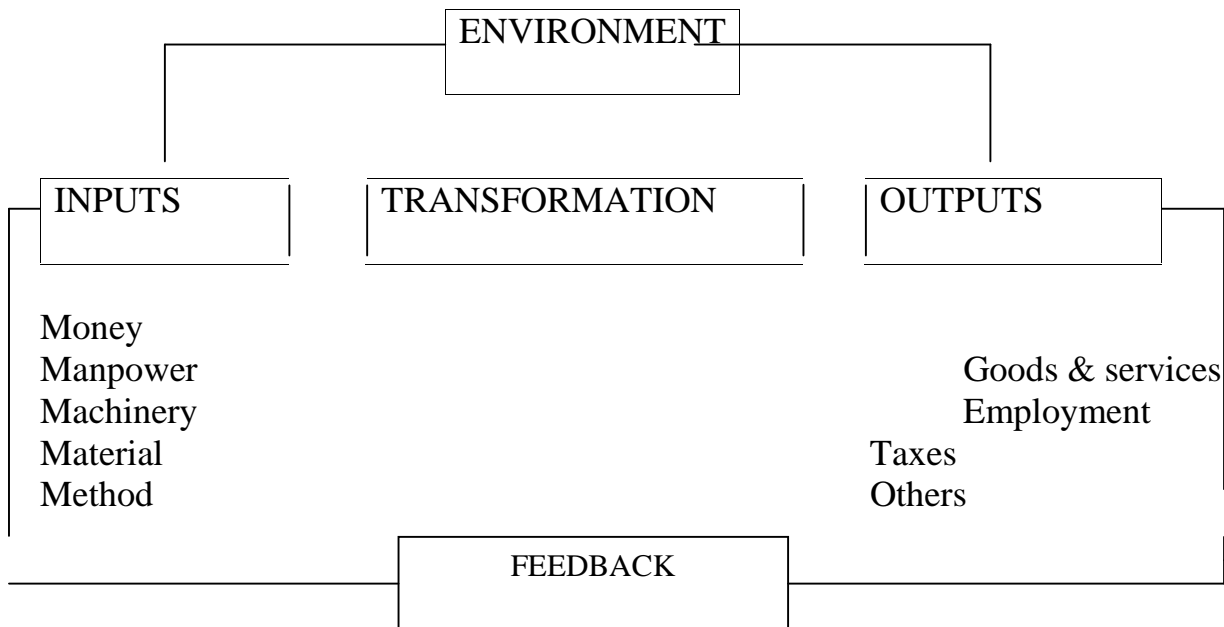 ENVIRONMENT
INPUTS
TRANSFORMATION
OUTPUTS
Money
Manpower
Machinery
Material
Method
Goods & services
Employment
Taxes
Others
FEEDBACK